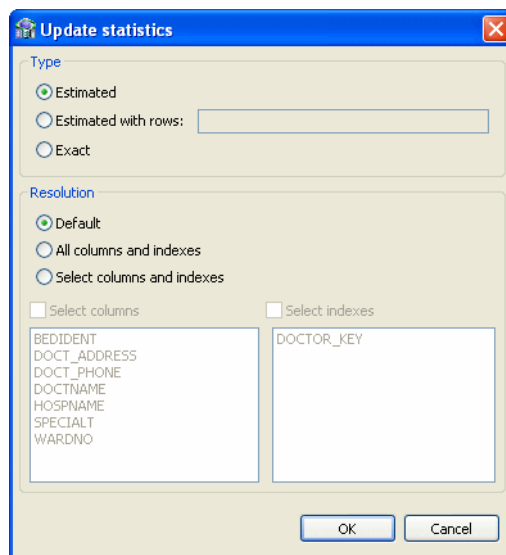 Update statistics
Type
Estimated
Estimated with rows:
Exact
Resolution
Default
All columns and indexes
Select columns and indexes
Select columns
BEDIDENT
DOCT_ADDRESS
DOCT_PHONE
DOCTNAME
HOSPNAME
SPECIALT
WARDNO
Select indexes
DOCTOR_KEY
OK Cancel